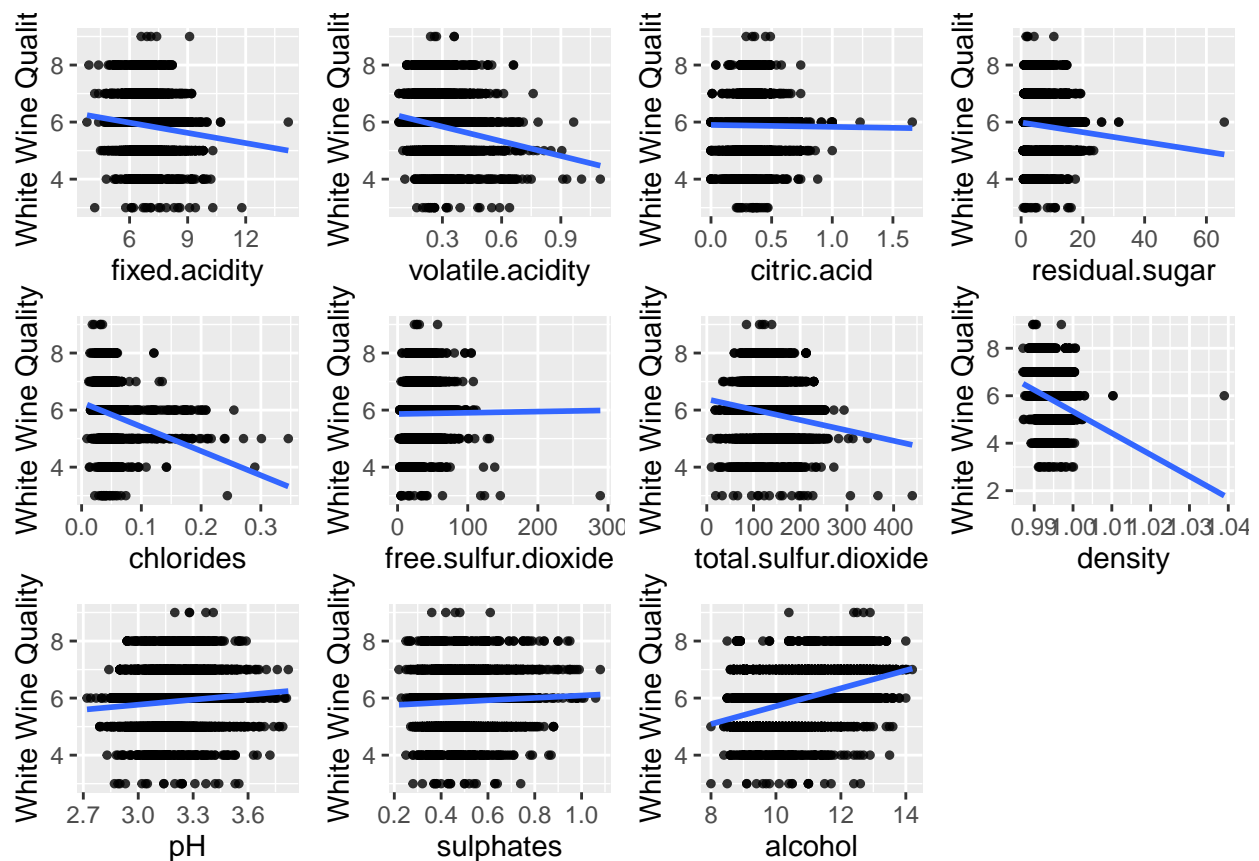 White Wine Qualit
8
6
4
6 9 12
fixed.acidity
White Wine Qualit
8
6
4
0.3 0.6 0.9
volatile.acidity
White Wine Qualit
8
6
4
0.0 0.5 1.0 1.5
citric.acid
White Wine Qualit
8
6
4
0 20 40 60
residual.sugar
White Wine Quality
8
6
4
0.0 0.1 0.2 0.3
chlorides
White Wine Quality
8
6
4
0 100 200 300
free.sulfur.dioxide
White Wine Quality
8
6
4
0 100 200 300 400
total.sulfur.dioxide
White Wine Quality
8
6
4
2
0.99 1.00 1.01 1.02 1.03 1.04
density
White Wine Quality
8
6
4
2.7 3.0 3.3 3.6
pH
White Wine Quality
8
6
4
0.2 0.4 0.6 0.8 1.0
sulphates
White Wine Quality
8
6
4
8 10 12 14
alcohol